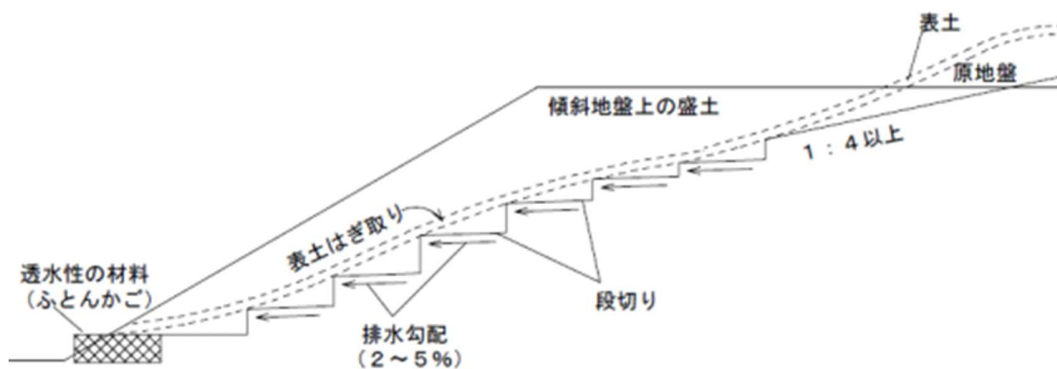 表土
原地盤
傾斜地盤上の盛土
1:4以上
表土はぎ取り
透水性の材料
(ふとんかご)
段切り
排水勾配
(2~5%)